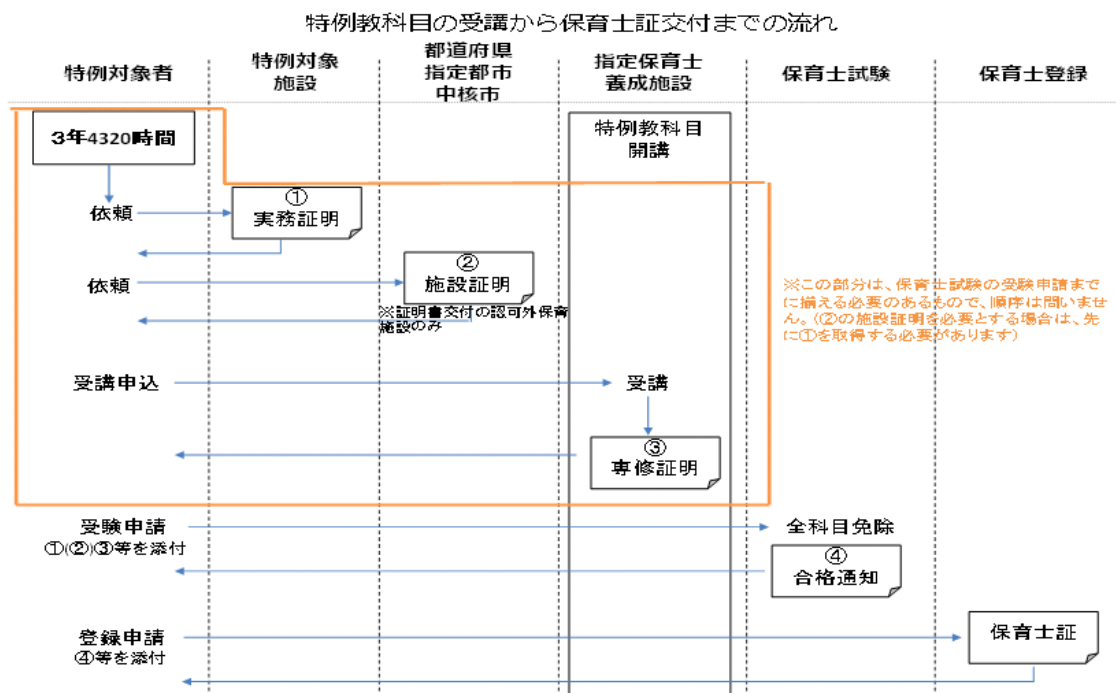 特例教科目の受講から保育士証交付までの流れ
特例対象者
特例対象
施設
都道府県
指定都市
中核市
指定保育士
養成施設
保育士試験
保育士登録
3年4320時間
特例教科目
開講
依頼
①
実務証明
依頼
②
施設証明
※証明書交付の認可外保育
施設のみ
※この部分は、保育士試験の受験申請まで
に揃える必要のあるもので、順序は問いませ
ん。(②の施設証明を必要とする場合は、先
に①を取得する必要があります)
受講申込
受講
③
専修証明
受験申請
①(②)③等を添付
全科目免除
④
合格通知
登録申請
④等を添付
保育士証